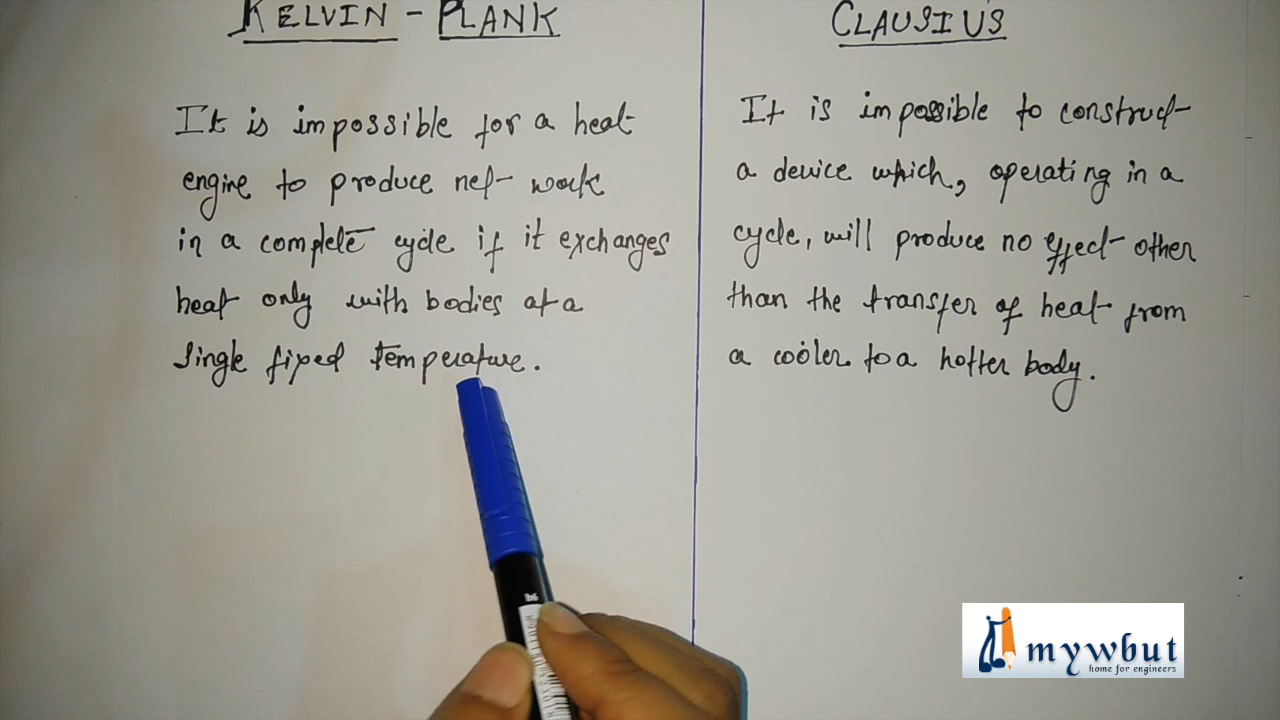 KELVIN - PLANK
It is impossible for a heat
engine to produce net work
in a complete cycle if it exchanges
heat only with bodies at a
single fixed temperature.
CLAUSIUS
It is impossible to construct
a device which, operating in a
cycle, will produce no effect other
than the transfer of heat from
a cooler to a hotter body.
mywbut
home for engineers